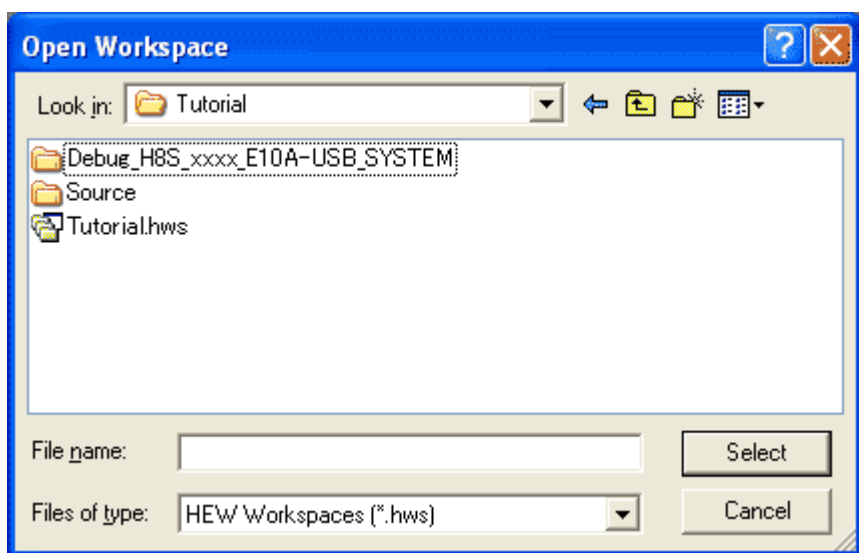 Open Workspace
Look in: Tutorial
Debug_H8S_xxxx_E10A-USB_SYSTEM
Source
Tutorial.hws
File name: Select
Files of type: HEW Workspaces (*.hws) Cancel